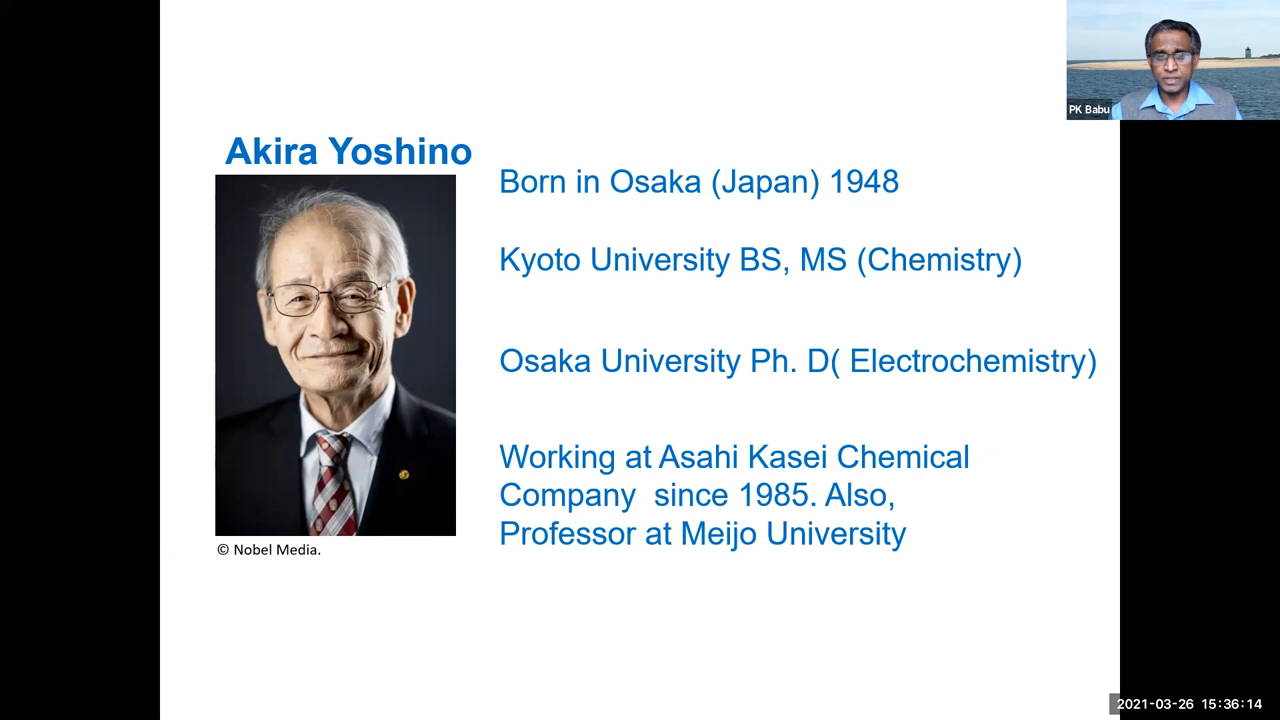 PK Babu
Akira Yoshino
Born in Osaka (Japan) 1948
Kyoto University BS, MS (Chemistry)
Osaka University Ph. D( Electrochemistry)
Working at Asahi Kasei Chemical
Company  since 1985. Also,
Professor at Meijo University
© Nobel Media.
2021-03-26 15:36:14